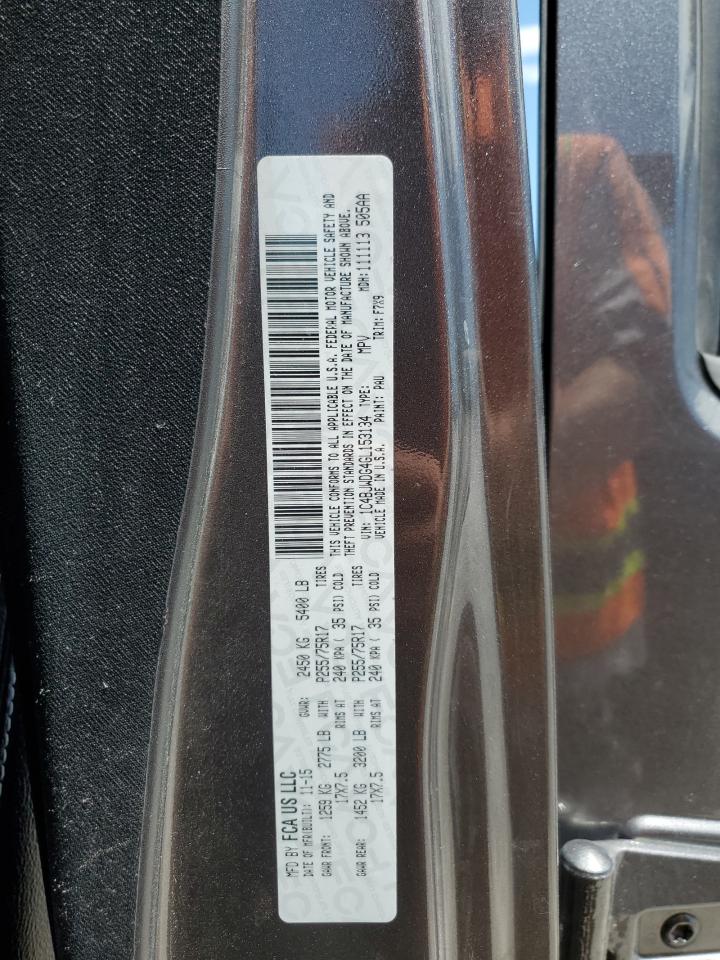 MFD BY FCA US LLC
DATE OF MFR(BUILT): 11-15 GVWR: 2450 KG 5400 LB
GAWR FRONT: 1259 KG 2775 LB WITH P255/75R17 TIRES
17X7.5 RIMS AT 240 KPA ( 35 PSI) COLD
GAWR REAR: 1452 KG 3200 LB WITH P255/75R17 TIRES
17X7.5 RIMS AT 240 KPA ( 35 PSI) COLD
THIS VEHICLE CONFORMS TO ALL APPLICABLE U.S.A. FEDERAL MOTOR VEHICLE SAFETY AND
THEFT PREVENTION STANDARDS IN EFFECT ON THE DATE OF MANUFACTURE SHOWN ABOVE.
VIN: 1C4BJWDG4GL153134 TYPE: MPV MDH:111113 505AA
VEHICLE MADE IN U.S.A. PAINT: PAU TRIM: F7X9